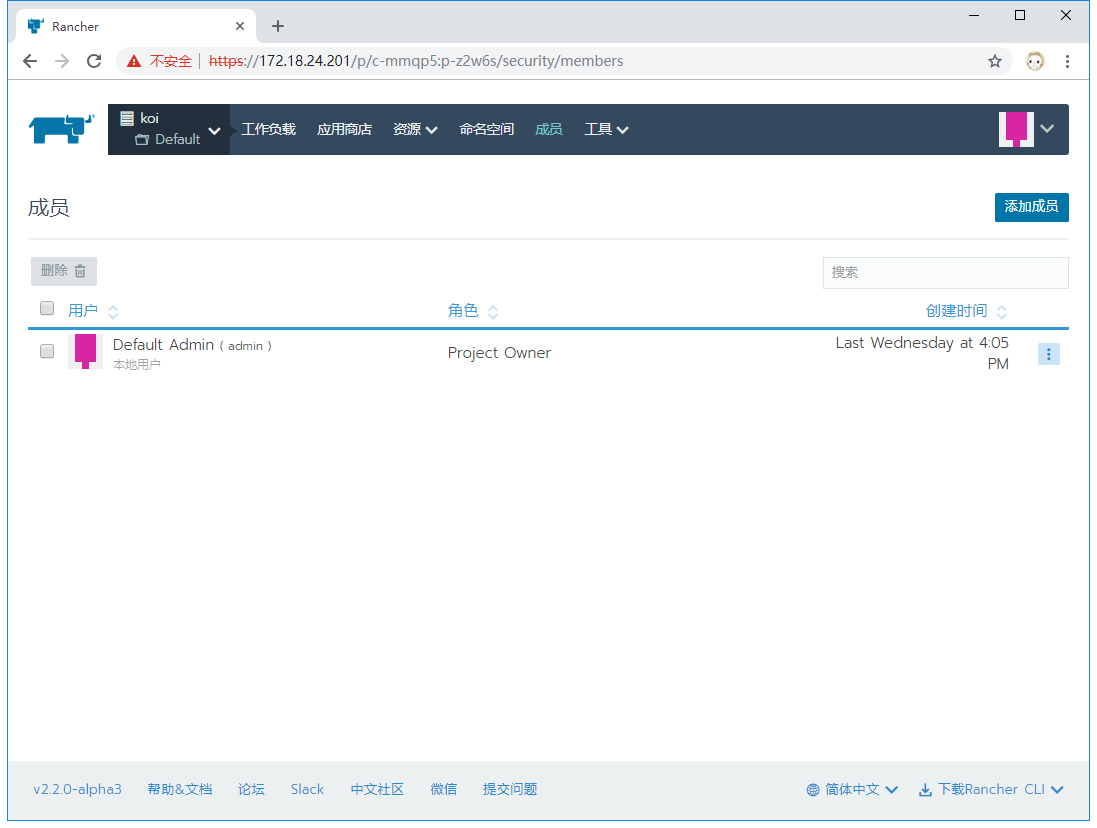 Rancher
不安全 https://172.18.24.201/p/c-mmqp5:p-z2w6s/security/members
koi
Default
工作负载 应用商店 资源 命名空间 成员 工具
成员
添加成员
删除
搜索
用户 角色 创建时间
Default Admin ( admin )
本地用户
Project Owner
Last Wednesday at 4:05
PM
v2.2.0-alpha3 帮助&文档 论坛 Slack 中文社区 微信 提交问题 简体中文 下载Rancher CLI